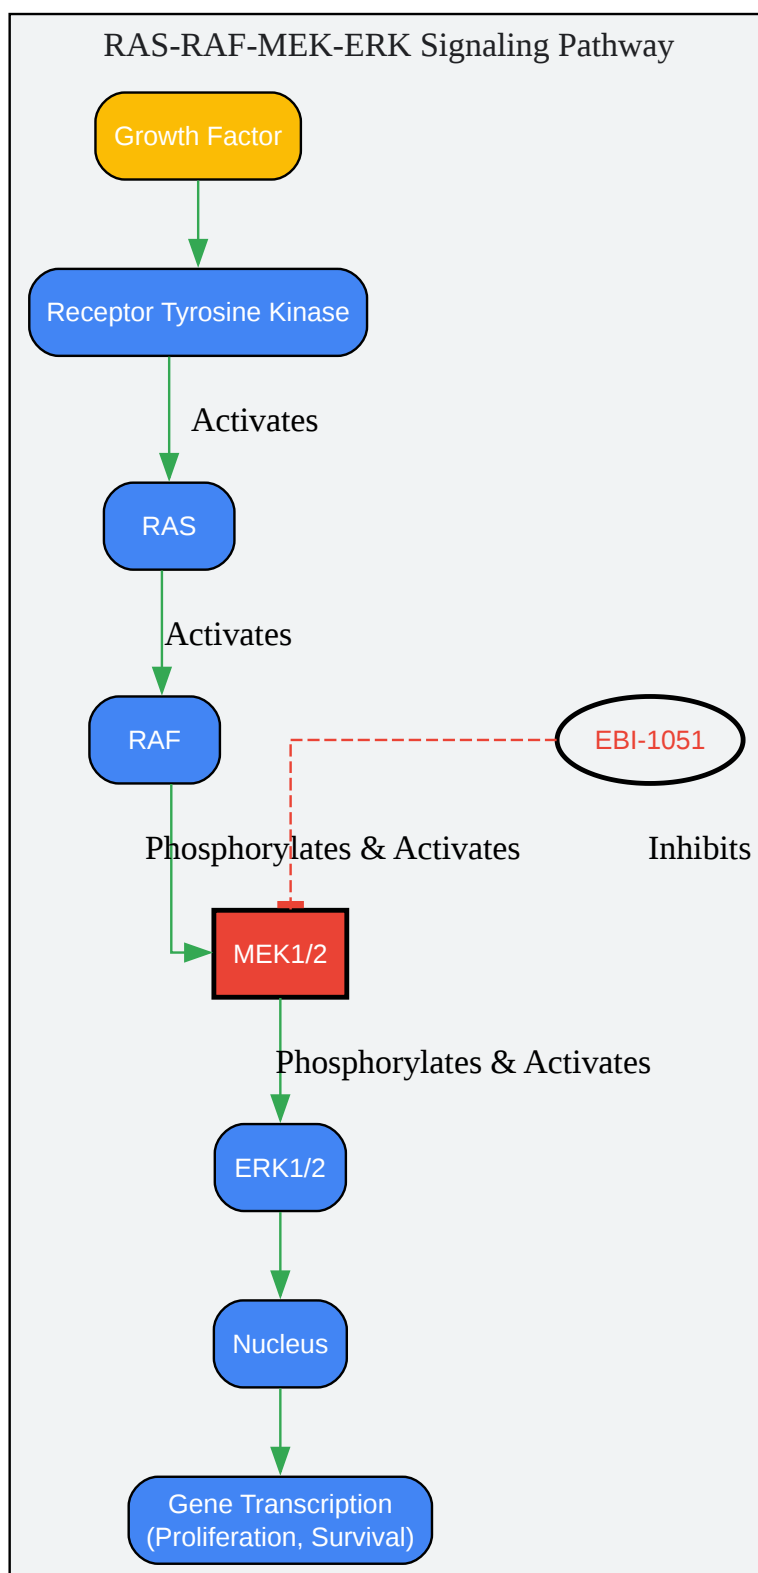 RAS-RAF-MEK-ERK Signaling Pathway
Growth Factor
Receptor Tyrosine Kinase
Activates
RAS
Activates
RAF
EBI-1051
Phosphorylates & Activates
Inhibits
MEK1/2
Phosphorylates & Activates
ERK1/2
Nucleus
Gene Transcription
(Proliferation, Survival)